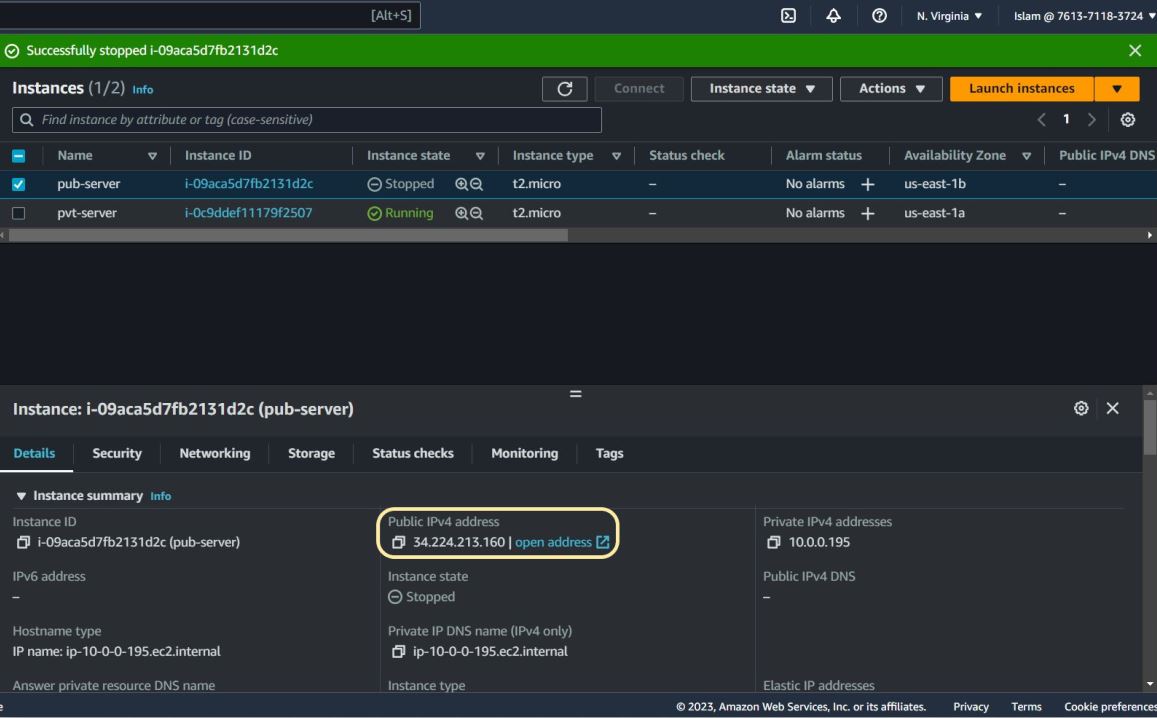 [Alt+S] N. Virginia Islam @ 7613-7118-3724
Successfully stopped i-09aca5d7fb2131d2c
Instances (1/2) Info Connect Instance state Actions Launch instances
Find instance by attribute or tag (case-sensitive) 1
Name Instance ID Instance state Instance type Status check Alarm status Availability Zone Public IPv4 DNS
pub-server i-09aca5d7fb2131d2c Stopped t2.micro – No alarms + us-east-1b –
pvt-server i-0c9ddef11179f2507 Running t2.micro – No alarms + us-east-1a –
Instance: i-09aca5d7fb2131d2c (pub-server)
Details Security Networking Storage Status checks Monitoring Tags
Instance summary Info
Instance ID Public IPv4 address Private IPv4 addresses
i-09aca5d7fb2131d2c (pub-server) 34.224.213.160 | open address 10.0.0.195
IPv6 address Instance state Public IPv4 DNS
– Stopped –
Hostname type Private IP DNS name (IPv4 only)
IP name: ip-10-0-0-195.ec2.internal ip-10-0-0-195.ec2.internal
Answer private resource DNS name Instance type Elastic IP addresses
© 2023, Amazon Web Services, Inc. or its affiliates. Privacy Terms Cookie preferences